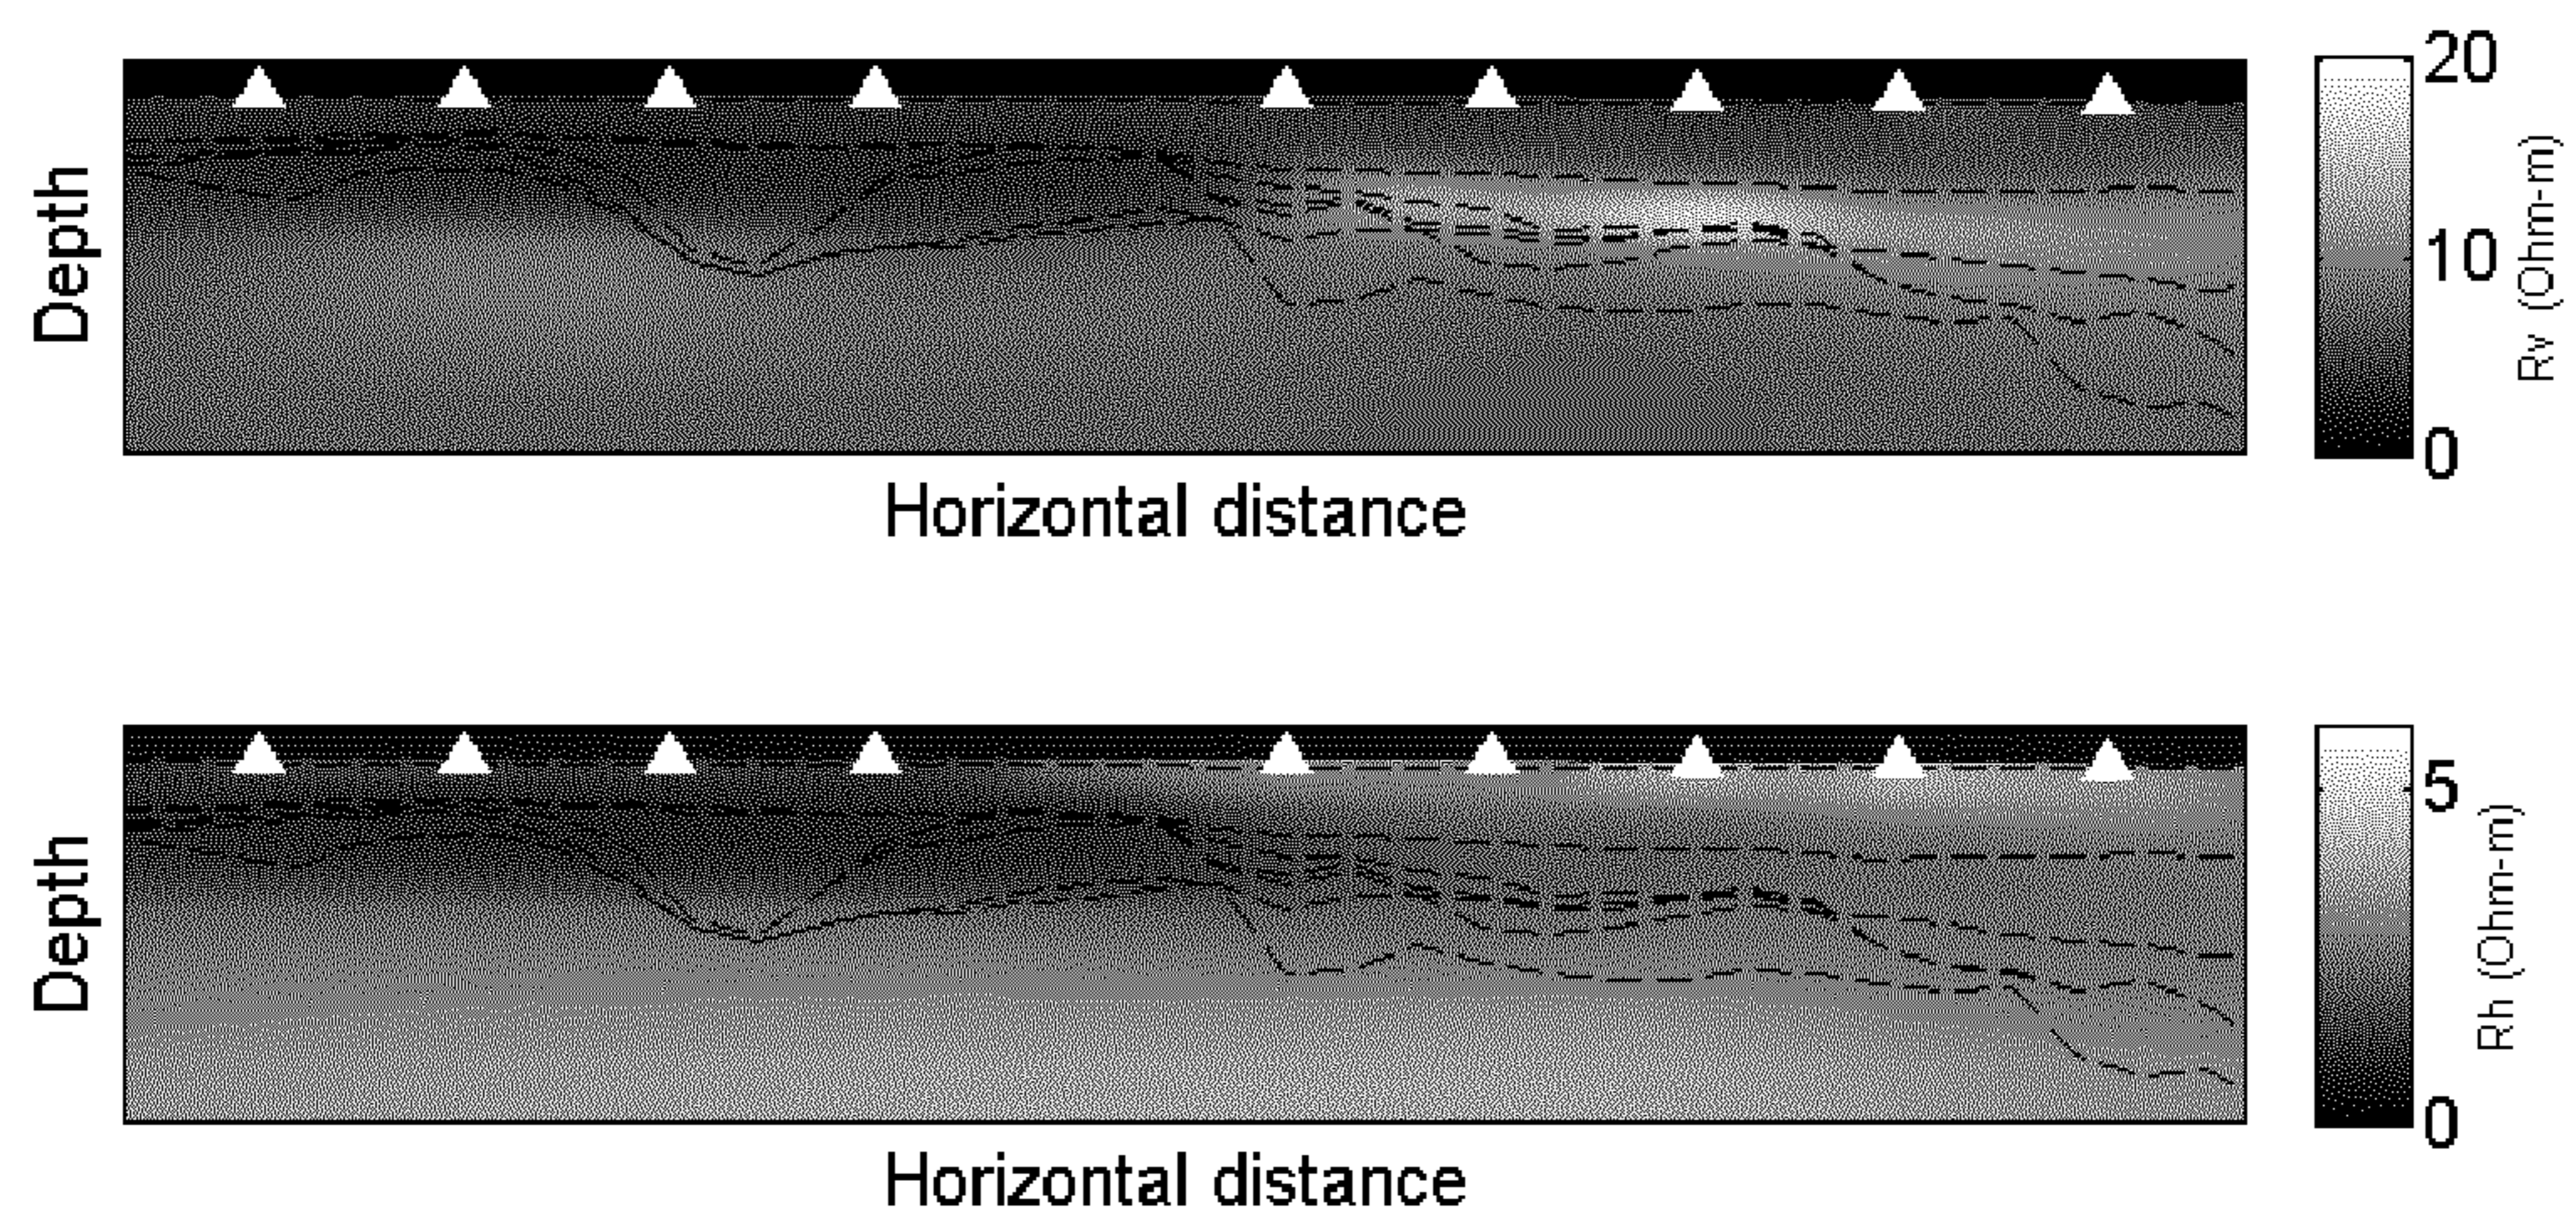 Depth
Horizontal distance
20
10
0
Rv (Ohm-m)
Depth
Horizontal distance
5
0
Rh (Ohm-m)